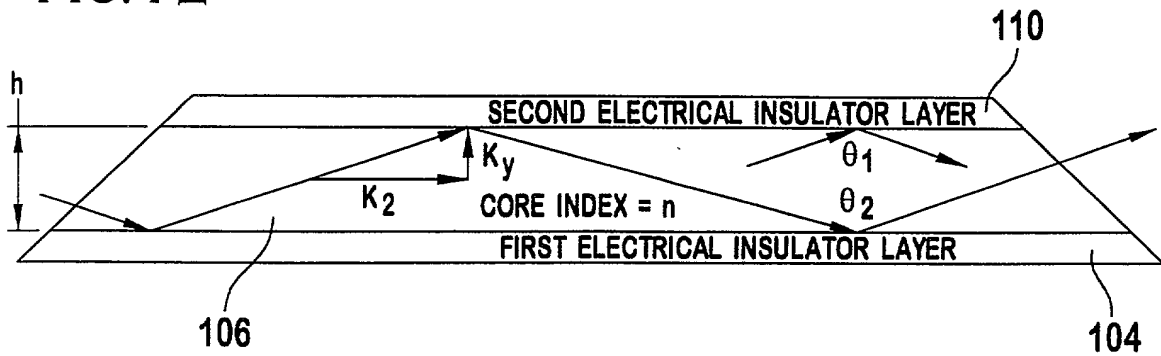 110
h
SECOND ELECTRICAL INSULATOR LAYER
Ky
θ1
K2
CORE INDEX = n
θ2
FIRST ELECTRICAL INSULATOR LAYER
106
104